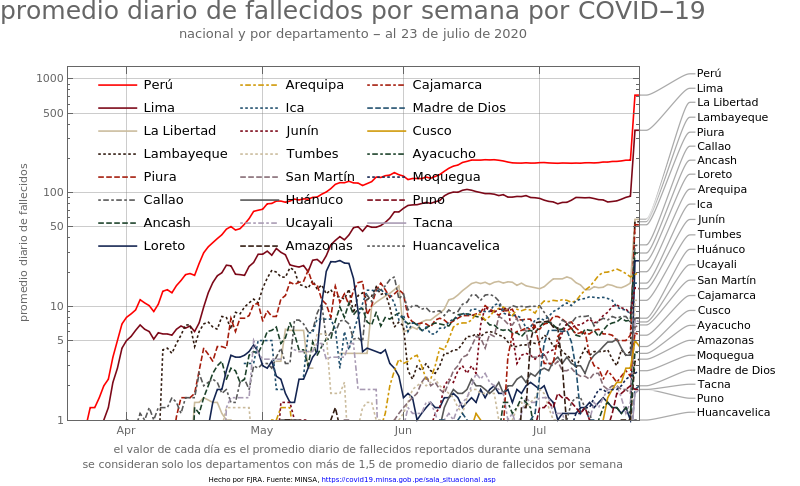 promedio diario de fallecidos por semana por COVID−19
nacional y por departamento − al 23 de julio de 2020
promedio diario de fallecidos
1000
500
100
50
10
5
1
Apr
May
Jun
Jul
Perú
Lima
La Libertad
Lambayeque
Piura
Callao
Ancash
Loreto
Arequipa
Ica
Junín
Tumbes
San Martín
Huánuco
Ucayali
Amazonas
Cajamarca
Madre de Dios
Cusco
Ayacucho
Moquegua
Puno
Tacna
Huancavelica
Perú
Lima
La Libertad
Lambayeque
Piura
Callao
Ancash
Loreto
Arequipa
Ica
Junín
Tumbes
Huánuco
Ucayali
San Martín
Cajamarca
Cusco
Ayacucho
Amazonas
Moquegua
Madre de Dios
Tacna
Puno
Huancavelica
el valor de cada día es el promedio diario de fallecidos reportados durante una semana
se consideran solo los departamentos con más de 1,5 de promedio diario de fallecidos por semana
Hecho por FJRA. Fuente: MINSA, https://covid19.minsa.gob.pe/sala_situacional.asp